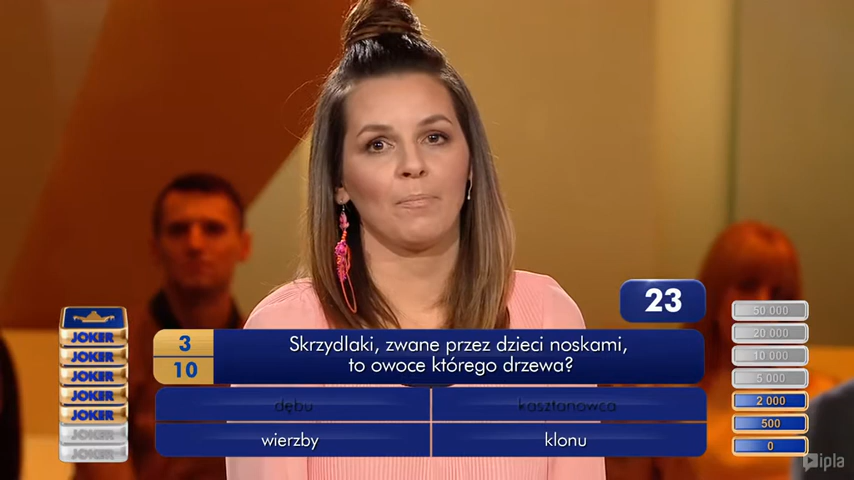 23
3
10
Skrzydlaki, zwane przez dzieci noskami,
to owoce którego drzewa?
dębu
kasztanowca
wierzby
klonu
JOKER
JOKER
JOKER
JOKER
JOKER
JOKER
JOKER
50 000
20 000
10 000
5 000
2 000
500
0
ipla